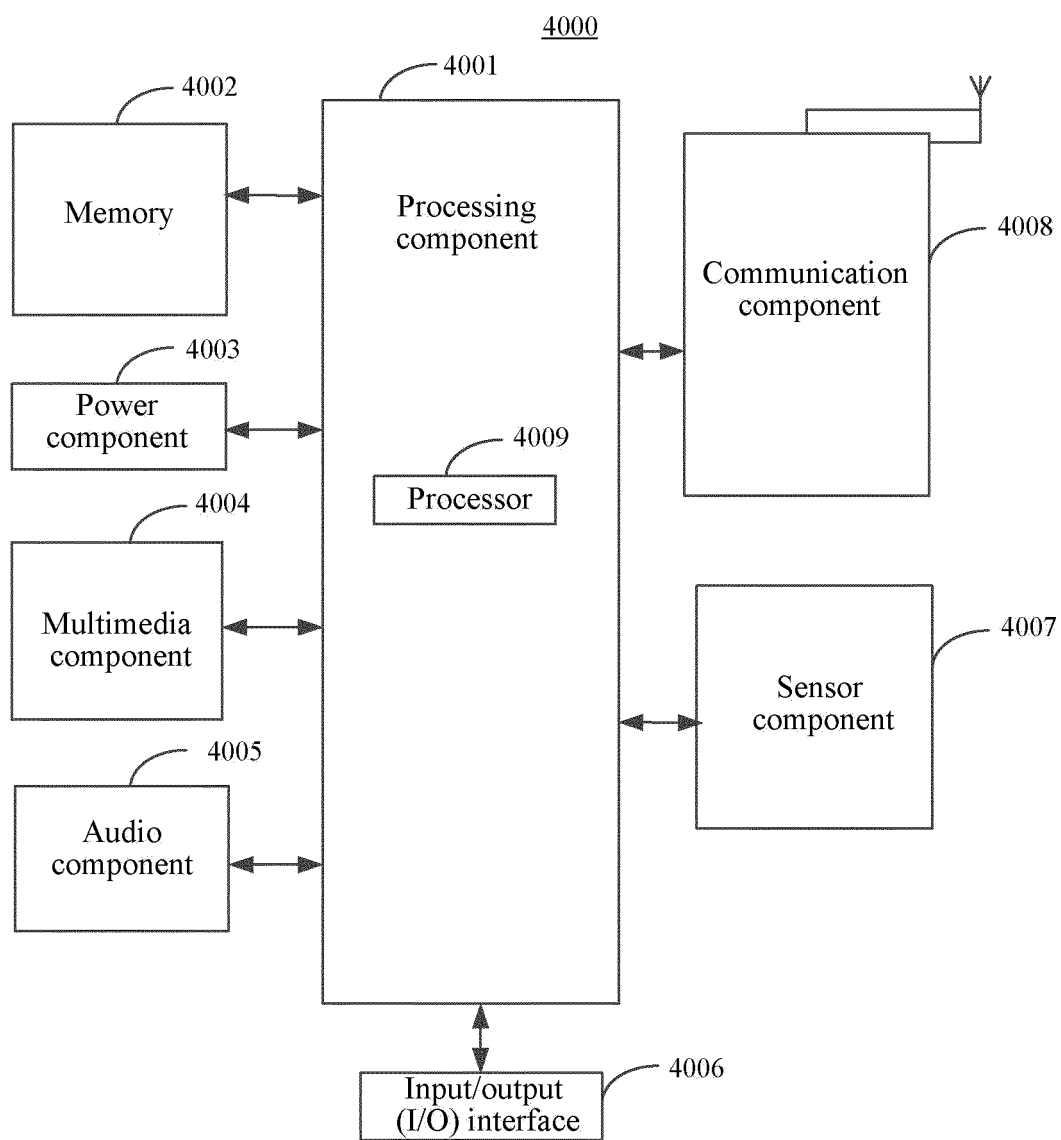 4000
4001
4002
Memory
Processing
component
4008
Communication
component
4003
Power
component
4009
Processor
4004
Multimedia
component
4007
Sensor
component
4005
Audio
component
4006
Input/output
(I/O) interface